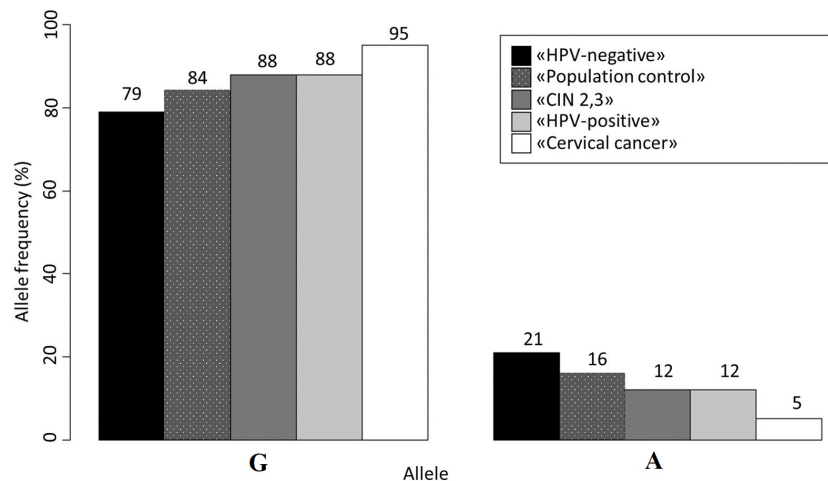 Allele frequency (%)
100
80
60
40
20
0
79
84
88
88
95
21
16
12
12
5
«HPV-negative»
«Population control»
«CIN 2,3»
«HPV-positive»
«Cervical cancer»
G
A
Allele